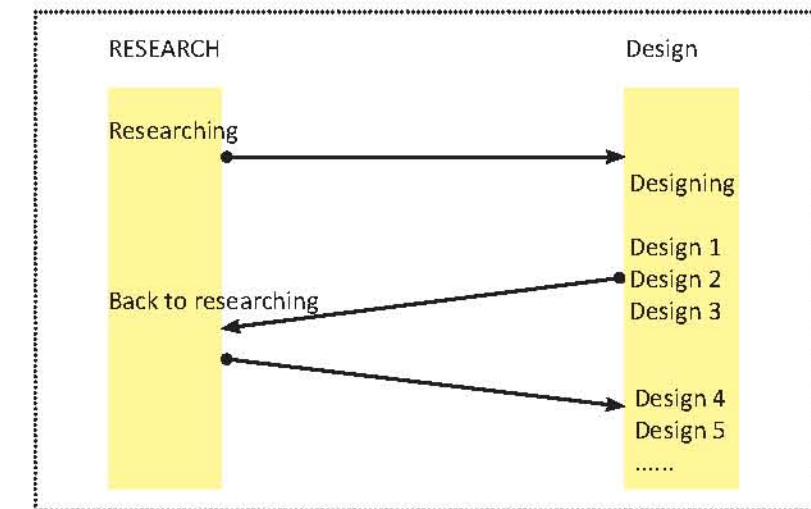 RESEARCH
Design
Researching
Designing
Design 1
Design 2
Back to researching
Design 3
Design 4
Design 5
......